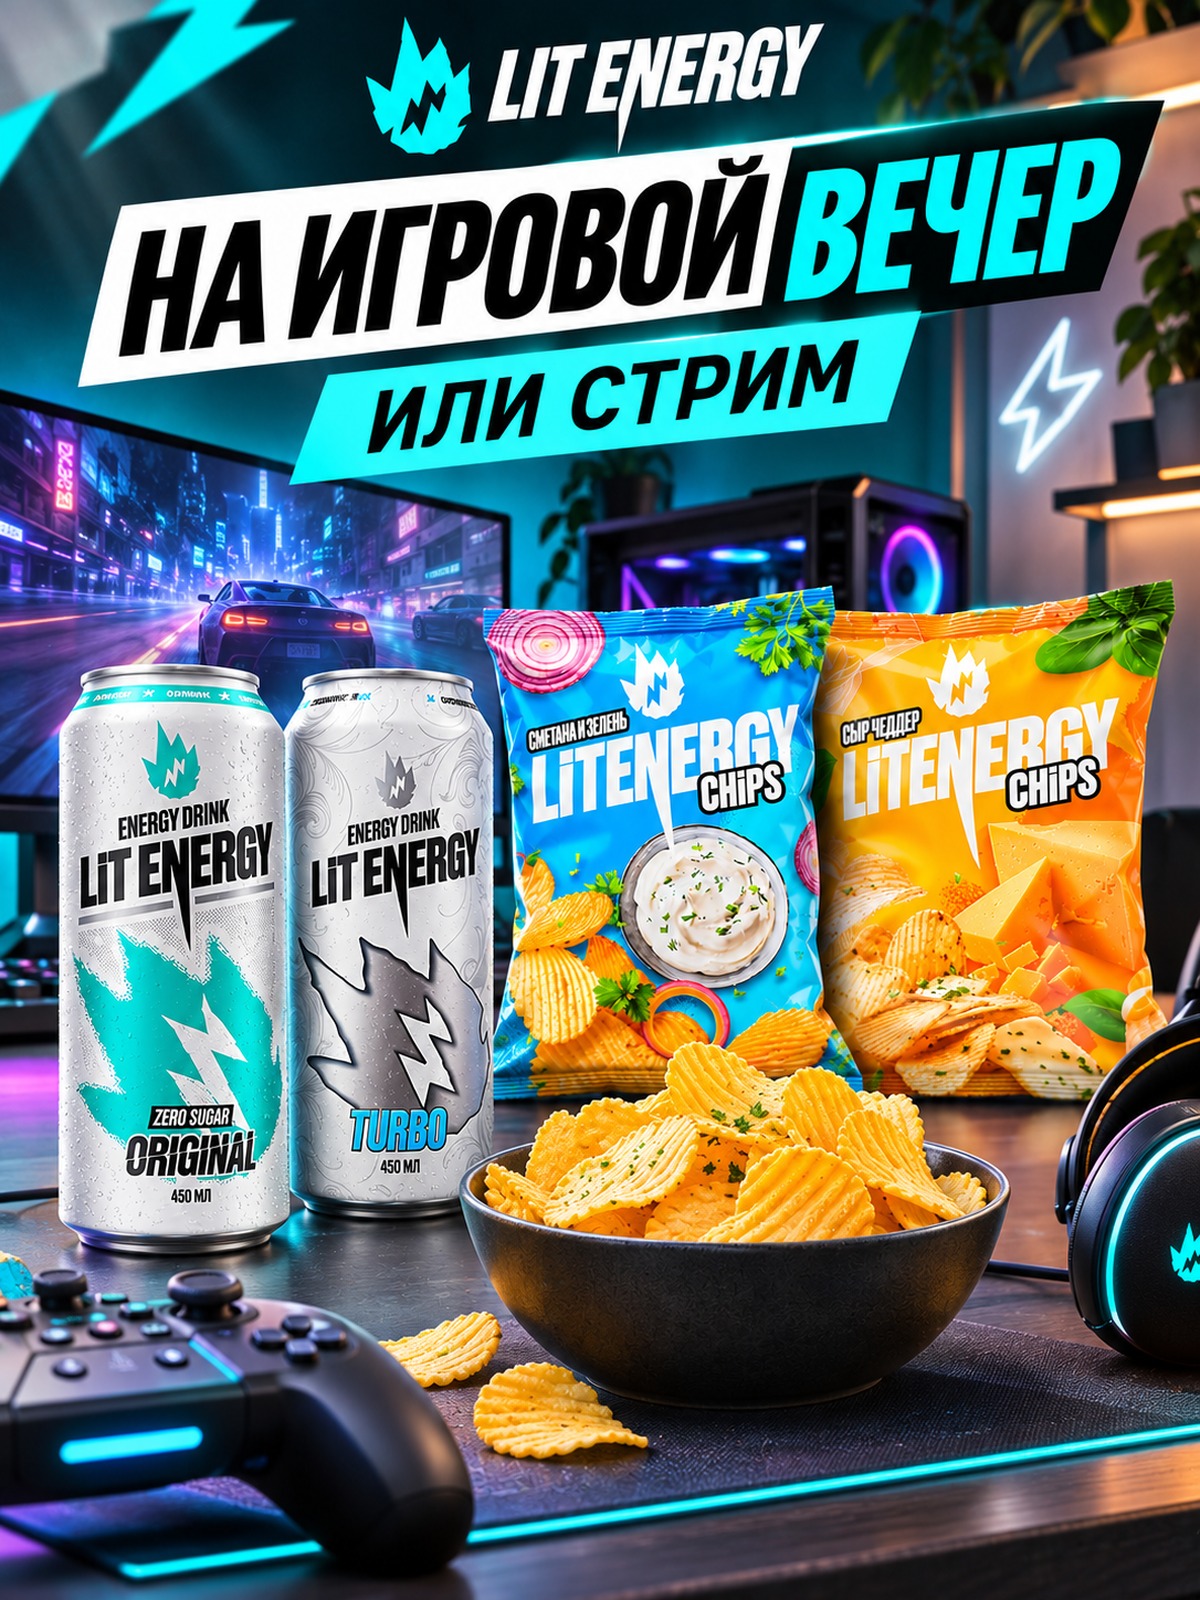 LIT ENERGY
НА ИГРОВОЙ ВЕЧЕР
ИЛИ СТРИМ
ORIGINAL
ENERGY DRINK
LiT ENERGY
ZERO SUGAR
ORIGINAL
450 МЛ
ENERGY DRINK
LiT ENERGY
TURBO
450 МЛ
СМЕТАНА И ЗЕЛЕНЬ
LiTENERGY
CHiPS
СЫР ЧЕДДЕР
LiTENERGY
CHiPS